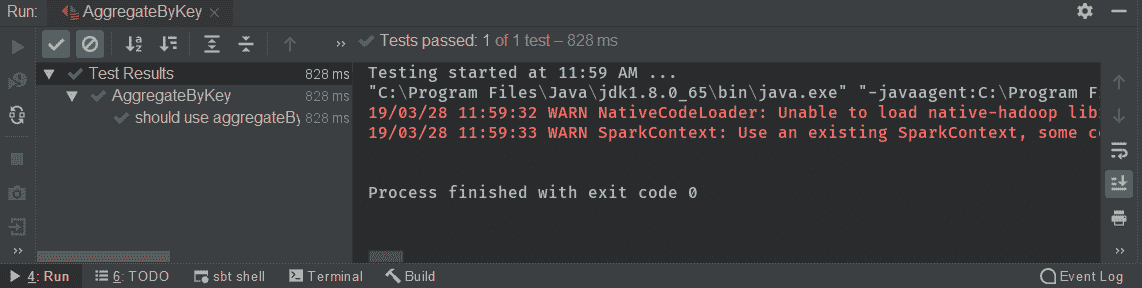 Run: AggregateByKey
Tests passed: 1 of 1 test – 828 ms
Test Results 828 ms
AggregateByKey 828 ms
should use aggregateBy 828 ms
Testing started at 11:59 AM ...
"C:\Program Files\Java\jdk1.8.0_65\bin\java.exe" "-javaagent:C:\Program F
19/03/28 11:59:32 WARN NativeCodeLoader: Unable to load native-hadoop lib
19/03/28 11:59:33 WARN SparkContext: Use an existing SparkContext, some c
Process finished with exit code 0
4: Run 6: TODO sbt shell Terminal Build Event Log